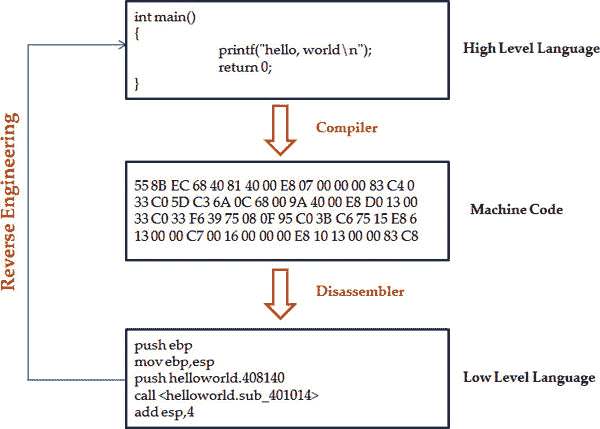 int main()
{
printf("hello, world\n");
return 0;
}
High Level Language
Compiler
Reverse Engineering
55 8B EC 68 40 81 40 00 E8 07 00 00 00 83 C4 0
33 C0 5D C3 6A 0C 68 00 9A 40 00 E8 D0 13 00
33 C0 33 F6 39 75 08 0F 95 C0 3B C6 75 15 E8 6
13 00 00 C7 00 16 00 00 00 E8 10 13 00 00 83 C8
Machine Code
Disassembler
push ebp
mov ebp,esp
push helloworld.408140
call <helloworld.sub_401014>
add esp,4
Low Level Language